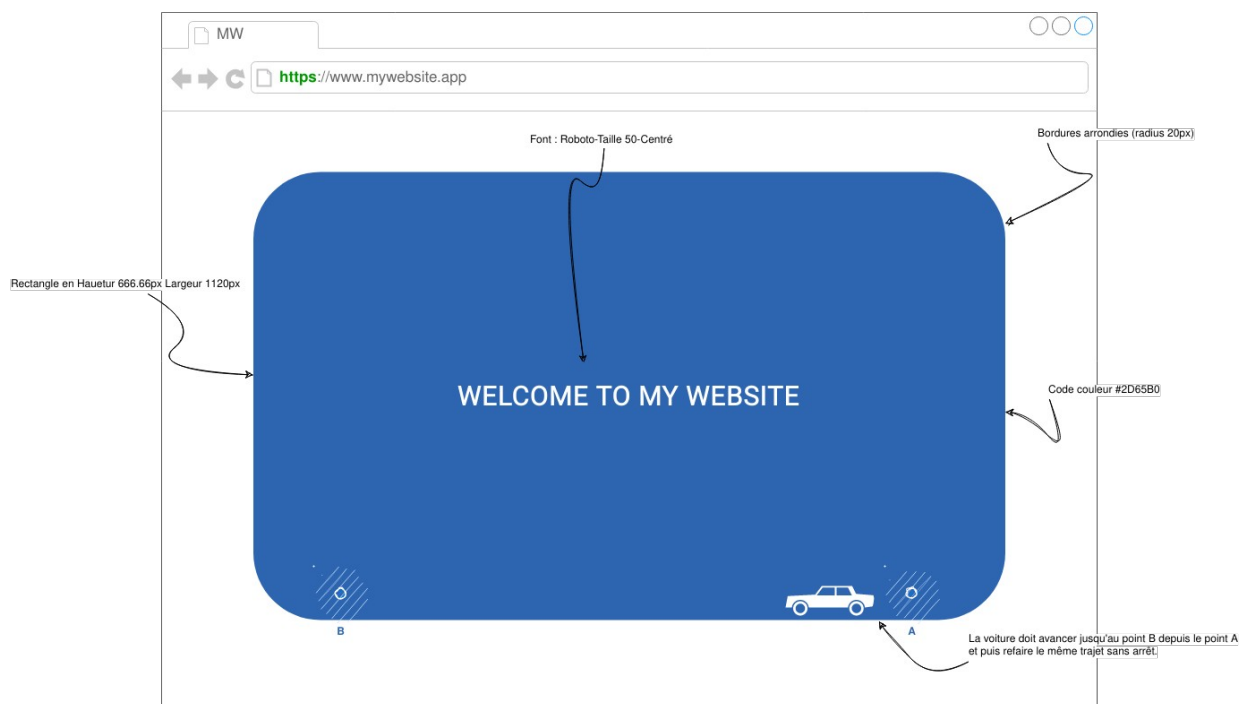 MW
https://www.mywebsite.app
Font : Roboto-Taille 50-Centré
Bordures arrondies (radius 20px)
Rectangle en Hauetur 666.66px Largeur 1120px
WELCOME TO MY WEBSITE
Code couleur #2D65B0
B
A
La voiture doit avancer jusqu'au point B depuis le point A
et puis refaire le même trajet sans arrêt.